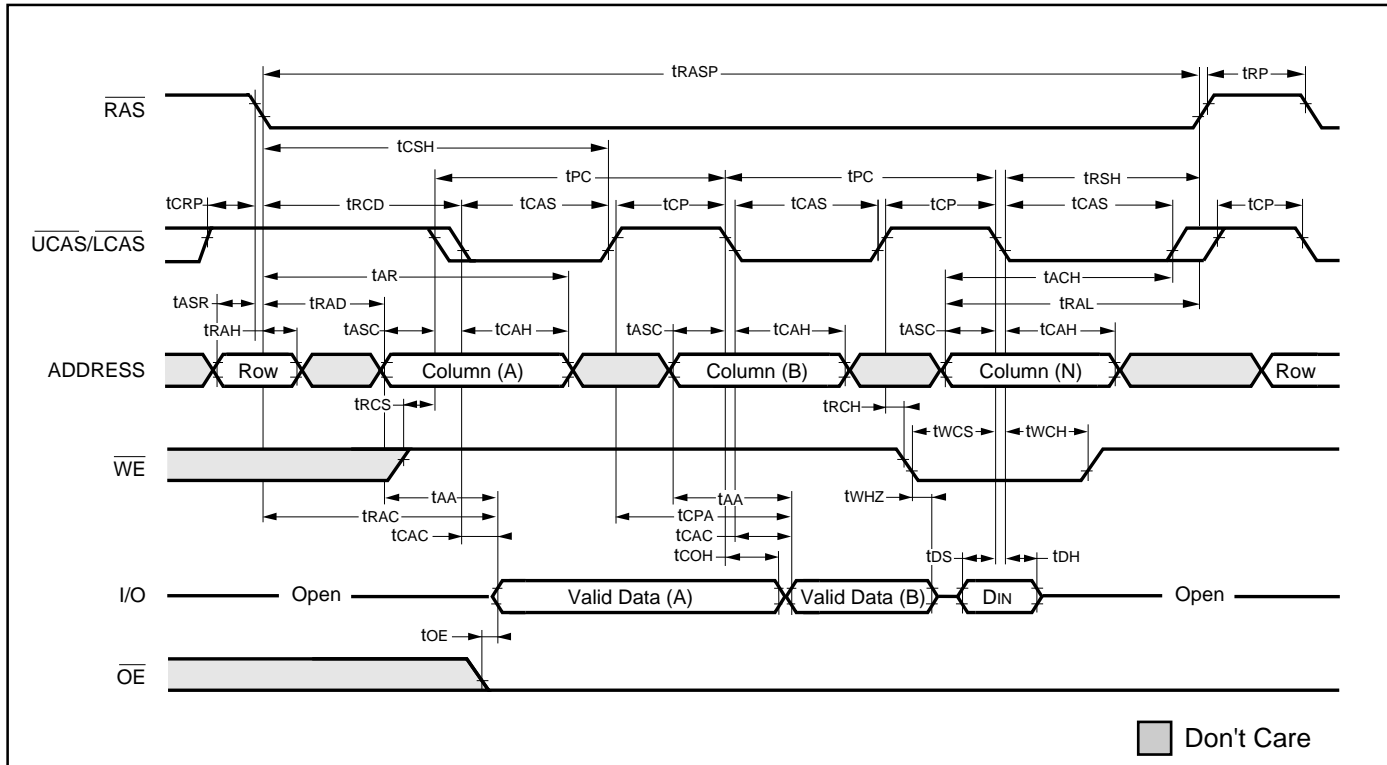 tRASP tRP
RAS
tCSH
tPC tPC tRSH
tCRP tRCD tCAS tCP tCAS tCP tCAS tCP
UCAS/LCAS
tAR tACH
tASR tRAD tRAL
tRAH tASC tCAH tASC tCAH tASC tCAH
ADDRESS Row Column (A) Column (B) Column (N) Row
tRCS tRCH
tWCS tWCH
WE
tAA tAA tWHZ
tRAC tCPA
tCAC tCAC
tCOH tDS tDH
I/O Open Valid Data (A) Valid Data (B) DIN Open
tOE
OE
Don't Care